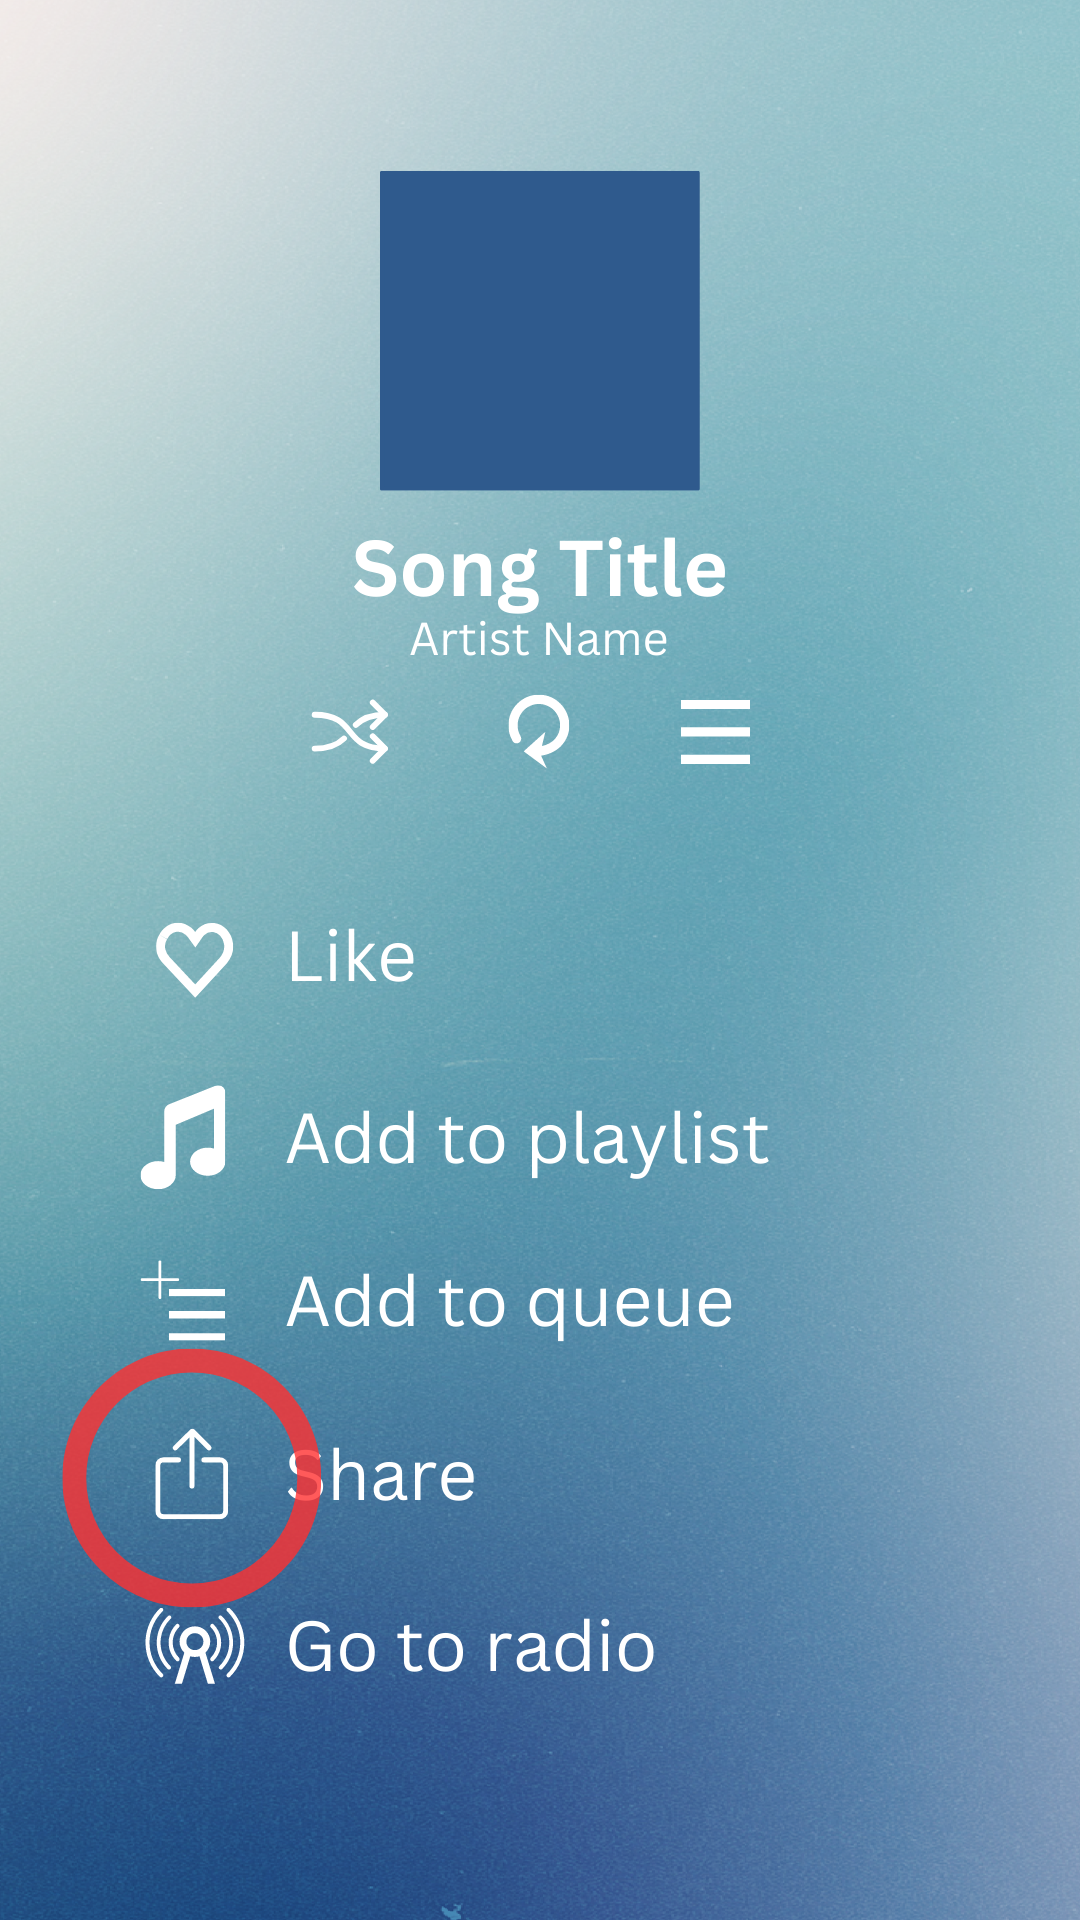 Song Title
Artist Name
Like
Add to playlist
Add to queue
Share
Go to radio